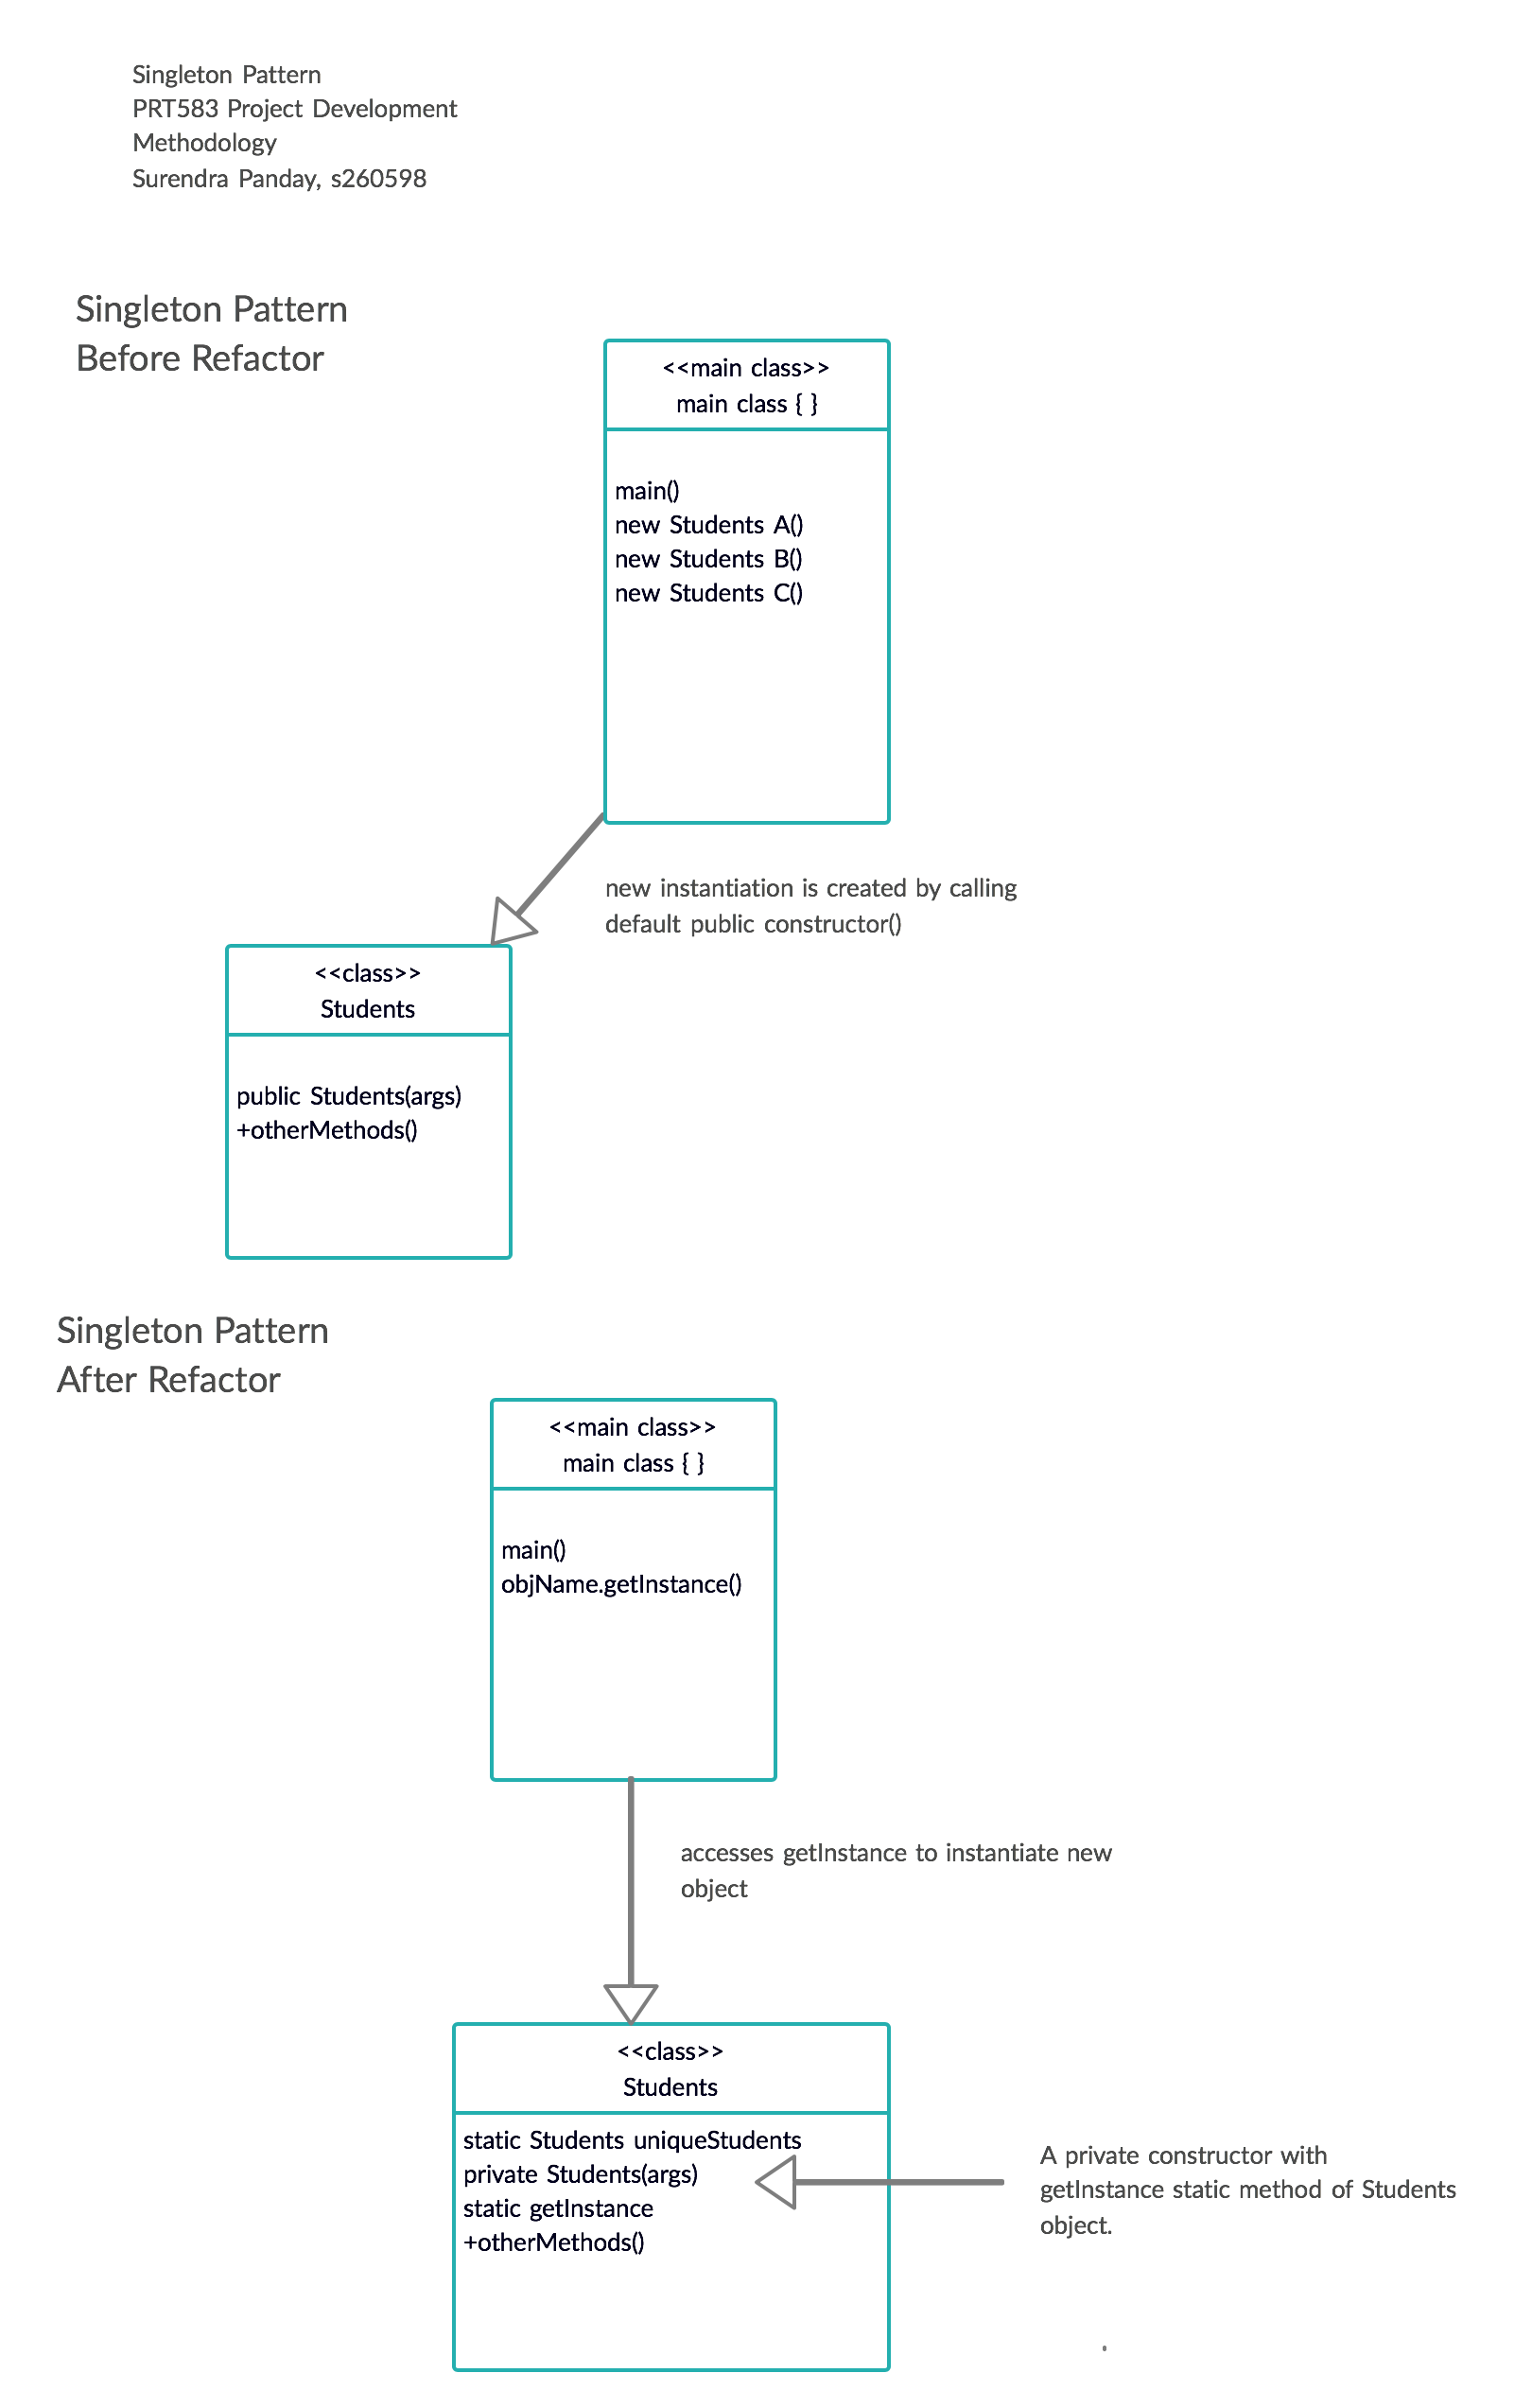 Singleton Pattern
PRT583 Project Development
Methodology
Surendra Panday, s260598
Singleton Pattern
Before Refactor
<<main class>>
main class { }
main()
new Students A()
new Students B()
new Students C()
new instantiation is created by calling
default public constructor()
<<class>>
Students
public Students(args)
+otherMethods()
Singleton Pattern
After Refactor
<<main class>>
main class { }
main()
objName.getInstance()
accesses getInstance to instantiate new
object
<<class>>
Students
static Students uniqueStudents
private Students(args)
static getInstance
+otherMethods()
A private constructor with
getInstance static method of Students
object.